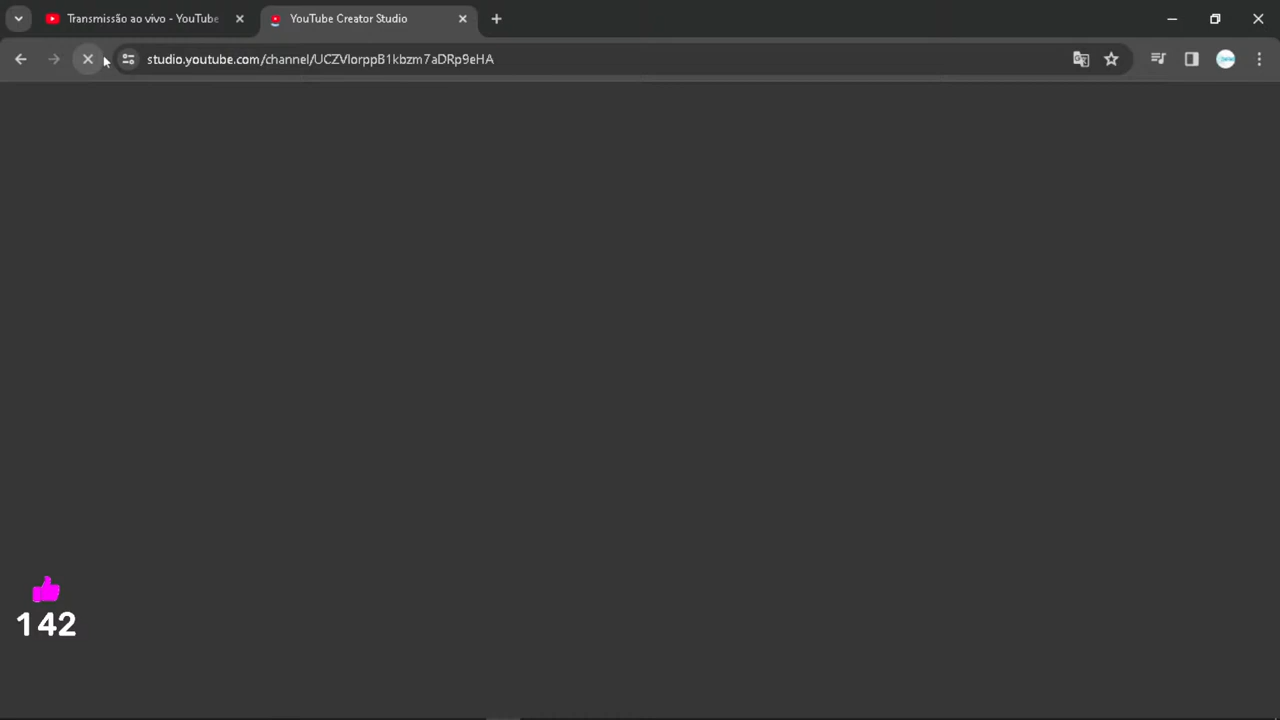 Transmissão ao vivo - YouTube
YouTube Creator Studio
studio.youtube.com/channel/UCZVlorppB1kbzm7aDRp9eHA
142